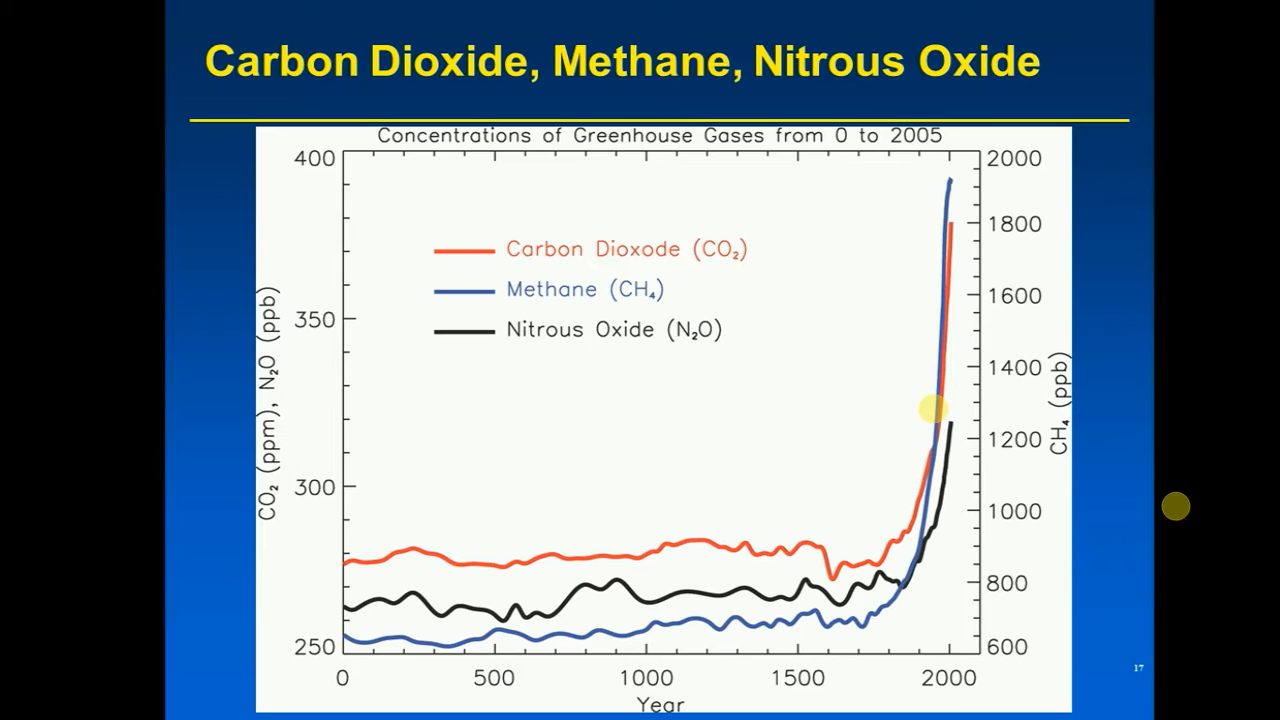 Carbon Dioxide, Methane, Nitrous Oxide
Concentrations of Greenhouse Gases from 0 to 2005
400
350
300
250
CO₂ (ppm), N₂O (ppb)
Carbon Dioxode (CO₂)
Methane (CH₄)
Nitrous Oxide (N₂O)
2000
1800
1600
1400
1200
1000
800
600
CH₄ (ppb)
0 500 1000 1500 2000
Year
17